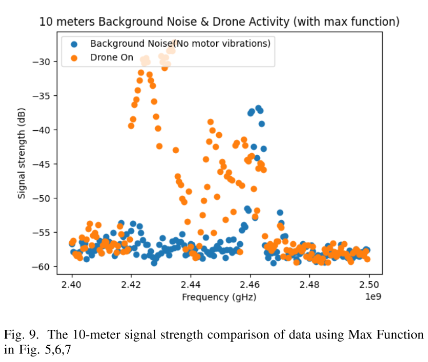 10 meters Background Noise & Drone Activity (with max function)
Background Noise(No motor vibrations)
Drone On
Signal strength (dB)
−30
−35
−40
−45
−50
−55
−60
2.40 2.42 2.44 2.46 2.48 2.50
1e9
Frequency (gHz)
Fig. 9. The 10-meter signal strength comparison of data using Max Function
in Fig. 5,6,7